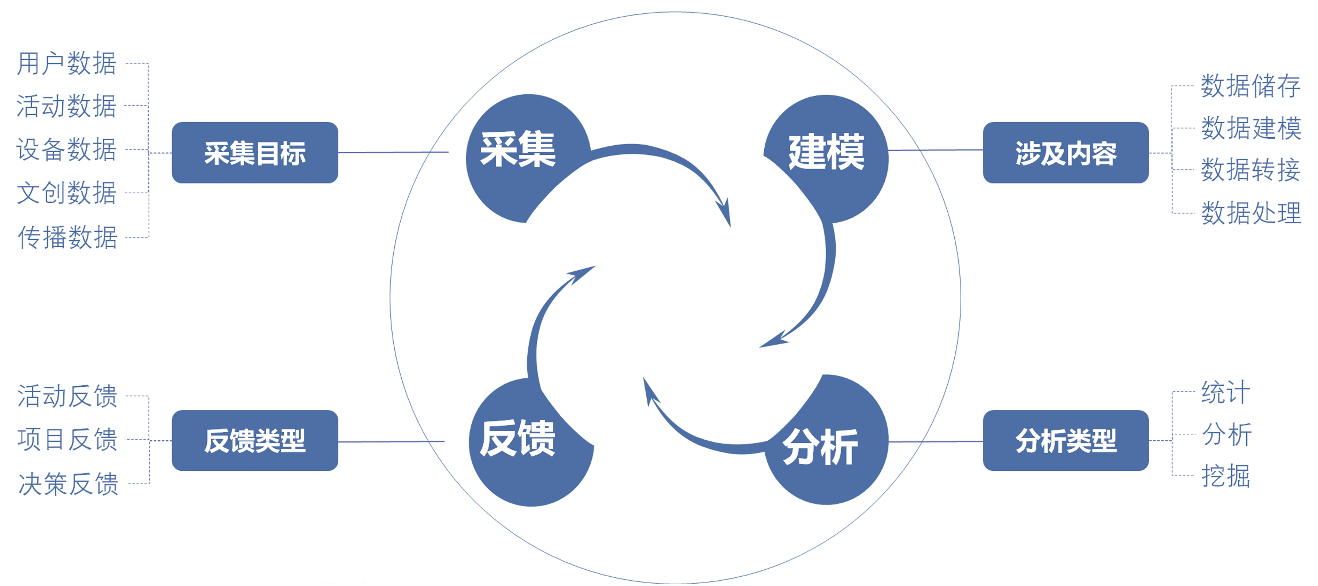 用户数据
活动数据
设备数据
文创数据
传播数据
采集目标
采集
建模
涉及内容
数据储存
数据建模
数据转接
数据处理
活动反馈
项目反馈
决策反馈
反馈类型
反馈
分析
分析类型
统计
分析
挖掘